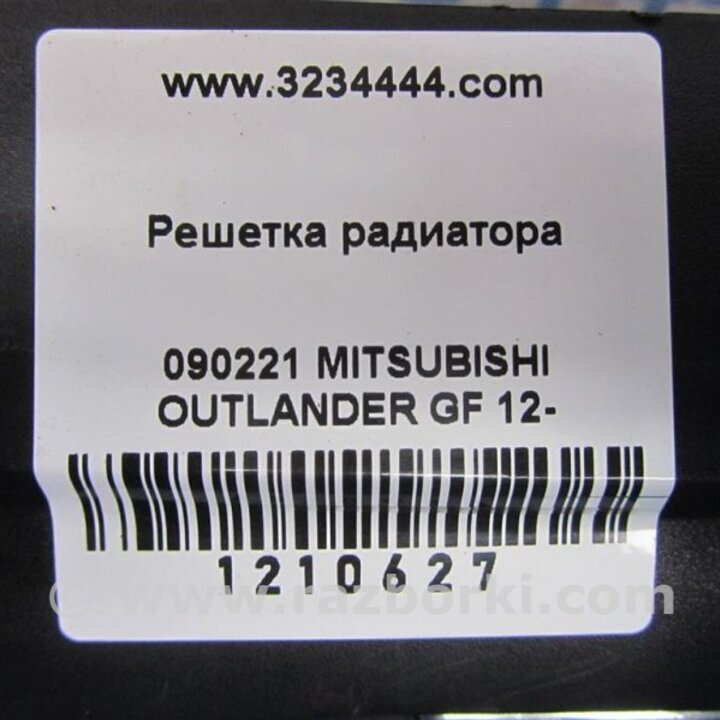 www.3234444.com
Решетка радиатора
090221 MITSUBISHI
OUTLANDER GF 12-
1210627
© www.razborki.com